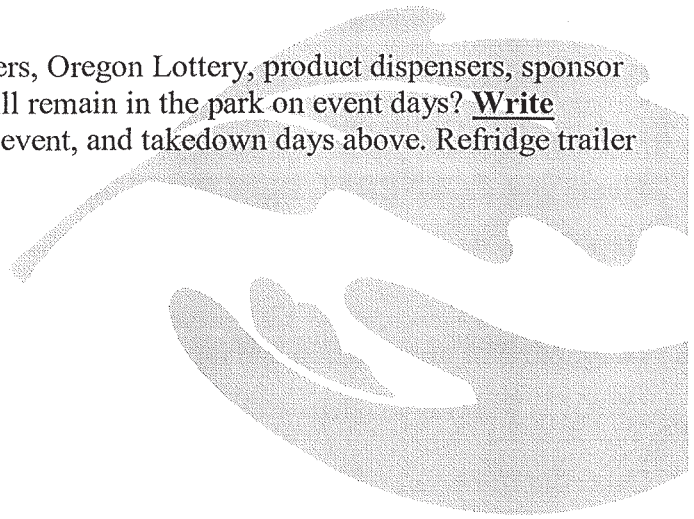 ers, Oregon Lottery, product dispensers, sponsor
ll remain in the park on event days? Write
event, and takedown days above. Refridge trailer